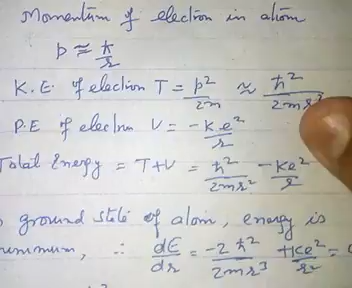 Momentum of electron in atom
p ≈ ħ/r
K.E. of electron T = p²/2m ≈ ħ²/2mr²
P.E of electron V = -Ke²/r
Total Energy = T+V = ħ²/2mr² - Ke²/r
ground state of atom, energy is
∴ dE/dr = -2ħ²/2mr³ + Ke²/r² =